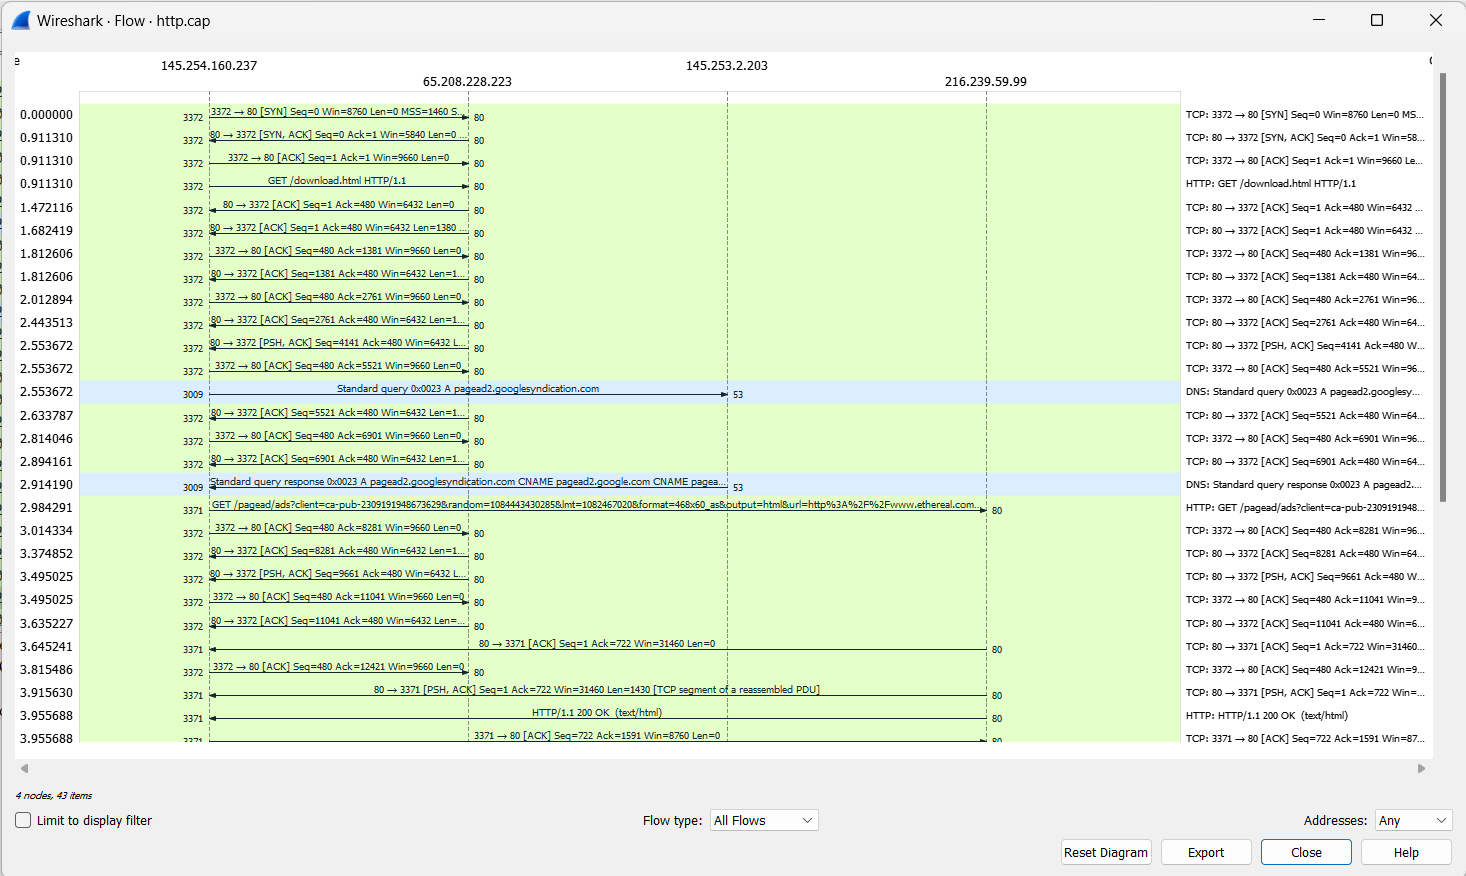 Wireshark · Flow · http.cap
e 145.254.160.237 145.253.2.203
65.208.228.223 216.239.59.99
0.000000 3372 3372 → 80 [SYN] Seq=0 Win=8760 Len=0 MSS=1460 S... 80 TCP: 3372 → 80 [SYN] Seq=0 Win=8760 Len=0 MS...
0.911310 3372 80 → 3372 [SYN, ACK] Seq=0 Ack=1 Win=5840 Len=0 ... 80 TCP: 80 → 3372 [SYN, ACK] Seq=0 Ack=1 Win=58...
0.911310 3372 3372 → 80 [ACK] Seq=1 Ack=1 Win=9660 Len=0 80 TCP: 3372 → 80 [ACK] Seq=1 Ack=1 Win=9660 Le...
0.911310 3372 GET /download.html HTTP/1.1 80 HTTP: GET /download.html HTTP/1.1
1.472116 3372 80 → 3372 [ACK] Seq=1 Ack=480 Win=6432 Len=0 80 TCP: 80 → 3372 [ACK] Seq=1 Ack=480 Win=6432 ...
1.682419 3372 80 → 3372 [ACK] Seq=1 Ack=480 Win=6432 Len=1380 ... 80 TCP: 80 → 3372 [ACK] Seq=1 Ack=480 Win=6432 ...
1.812606 3372 3372 → 80 [ACK] Seq=480 Ack=1381 Win=9660 Len=0 80 TCP: 3372 → 80 [ACK] Seq=480 Ack=1381 Win=96...
1.812606 3372 80 → 3372 [ACK] Seq=1381 Ack=480 Win=6432 Len=1... 80 TCP: 80 → 3372 [ACK] Seq=1381 Ack=480 Win=64...
2.012894 3372 3372 → 80 [ACK] Seq=480 Ack=2761 Win=9660 Len=0 80 TCP: 3372 → 80 [ACK] Seq=480 Ack=2761 Win=96...
2.443513 3372 80 → 3372 [ACK] Seq=2761 Ack=480 Win=6432 Len=1... 80 TCP: 80 → 3372 [ACK] Seq=2761 Ack=480 Win=64...
2.553672 3372 80 → 3372 [PSH, ACK] Seq=4141 Ack=480 Win=6432 L... 80 TCP: 80 → 3372 [PSH, ACK] Seq=4141 Ack=480 W...
2.553672 3372 3372 → 80 [ACK] Seq=480 Ack=5521 Win=9660 Len=0 80 TCP: 3372 → 80 [ACK] Seq=480 Ack=5521 Win=96...
2.553672 3009 Standard query 0x0023 A pagead2.googlesyndication.com 53 DNS: Standard query 0x0023 A pagead2.googlesy...
2.633787 3372 80 → 3372 [ACK] Seq=5521 Ack=480 Win=6432 Len=1... 80 TCP: 80 → 3372 [ACK] Seq=5521 Ack=480 Win=64...
2.814046 3372 3372 → 80 [ACK] Seq=480 Ack=6901 Win=9660 Len=0 80 TCP: 3372 → 80 [ACK] Seq=480 Ack=6901 Win=96...
2.894161 3372 80 → 3372 [ACK] Seq=6901 Ack=480 Win=6432 Len=1... 80 TCP: 80 → 3372 [ACK] Seq=6901 Ack=480 Win=64...
2.914190 3009 Standard query response 0x0023 A pagead2.googlesyndication.com CNAME pagead2.google.com CNAME pagea... 53 DNS: Standard query response 0x0023 A pagead2....
2.984291 3371 GET /pagead/ads?client=ca-pub-2309191948673629&random=1084443430285&lmt=1082467020&format=468x60_as&output=html&url=http%3A%2F%2Fwww.ethereal.com... 80 HTTP: GET /pagead/ads?client=ca-pub-230919194​8...
3.014334 3372 3372 → 80 [ACK] Seq=480 Ack=8281 Win=9660 Len=0 80 TCP: 3372 → 80 [ACK] Seq=480 Ack=8281 Win=96...
3.374852 3372 80 → 3372 [ACK] Seq=8281 Ack=480 Win=6432 Len=1... 80 TCP: 80 → 3372 [ACK] Seq=8281 Ack=480 Win=64...
3.495025 3372 80 → 3372 [PSH, ACK] Seq=9661 Ack=480 Win=6432 L... 80 TCP: 80 → 3372 [PSH, ACK] Seq=9661 Ack=480 W...
3.495025 3372 3372 → 80 [ACK] Seq=480 Ack=11041 Win=9660 Len=0 80 TCP: 3372 → 80 [ACK] Seq=480 Ack=11041 Win=9...
3.635227 3372 80 → 3372 [ACK] Seq=11041 Ack=480 Win=6432 Len=... 80 TCP: 80 → 3372 [ACK] Seq=11041 Ack=480 Win=6...
3.645241 3371 80 → 3371 [ACK] Seq=1 Ack=722 Win=31460 Len=0 80 TCP: 80 → 3371 [ACK] Seq=1 Ack=722 Win=31460...
3.815486 3372 3372 → 80 [ACK] Seq=480 Ack=12421 Win=9660 Len=0 80 TCP: 3372 → 80 [ACK] Seq=480 Ack=12421 Win=9...
3.915630 3371 80 → 3371 [PSH, ACK] Seq=1 Ack=722 Win=31460 Len=1430 [TCP segment of a reassembled PDU] 80 TCP: 80 → 3371 [PSH, ACK] Seq=1 Ack=722 Win=...
3.955688 3371 HTTP/1.1 200 OK (text/html) 80 HTTP: HTTP/1.1 200 OK (text/html)
3.955688 3371 3371 → 80 [ACK] Seq=722 Ack=1591 Win=8760 Len=0 80 TCP: 3371 → 80 [ACK] Seq=722 Ack=1591 Win=87...
4 nodes, 43 items
Limit to display filter Flow type: All Flows Addresses: Any
Reset Diagram Export Close Help